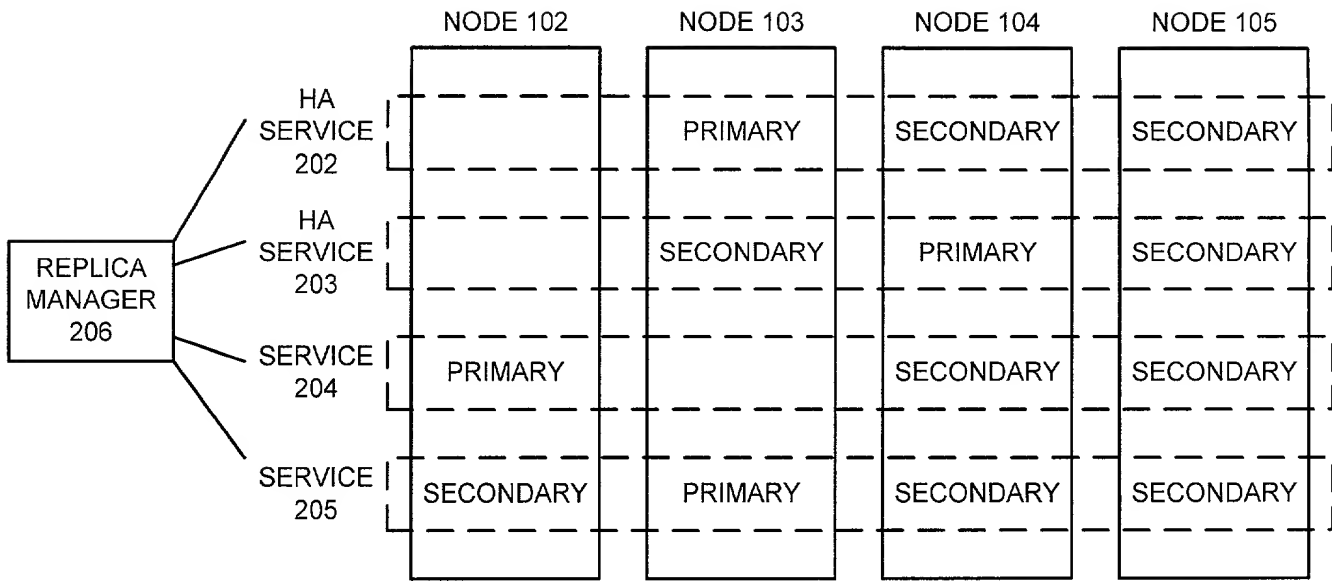 NODE 102 NODE 103 NODE 104 NODE 105
HA
SERVICE
202
PRIMARY SECONDARY SECONDARY
HA
SERVICE
203
SECONDARY PRIMARY SECONDARY
REPLICA
MANAGER
206
SERVICE
204
PRIMARY SECONDARY SECONDARY
SERVICE
205
SECONDARY PRIMARY SECONDARY SECONDARY